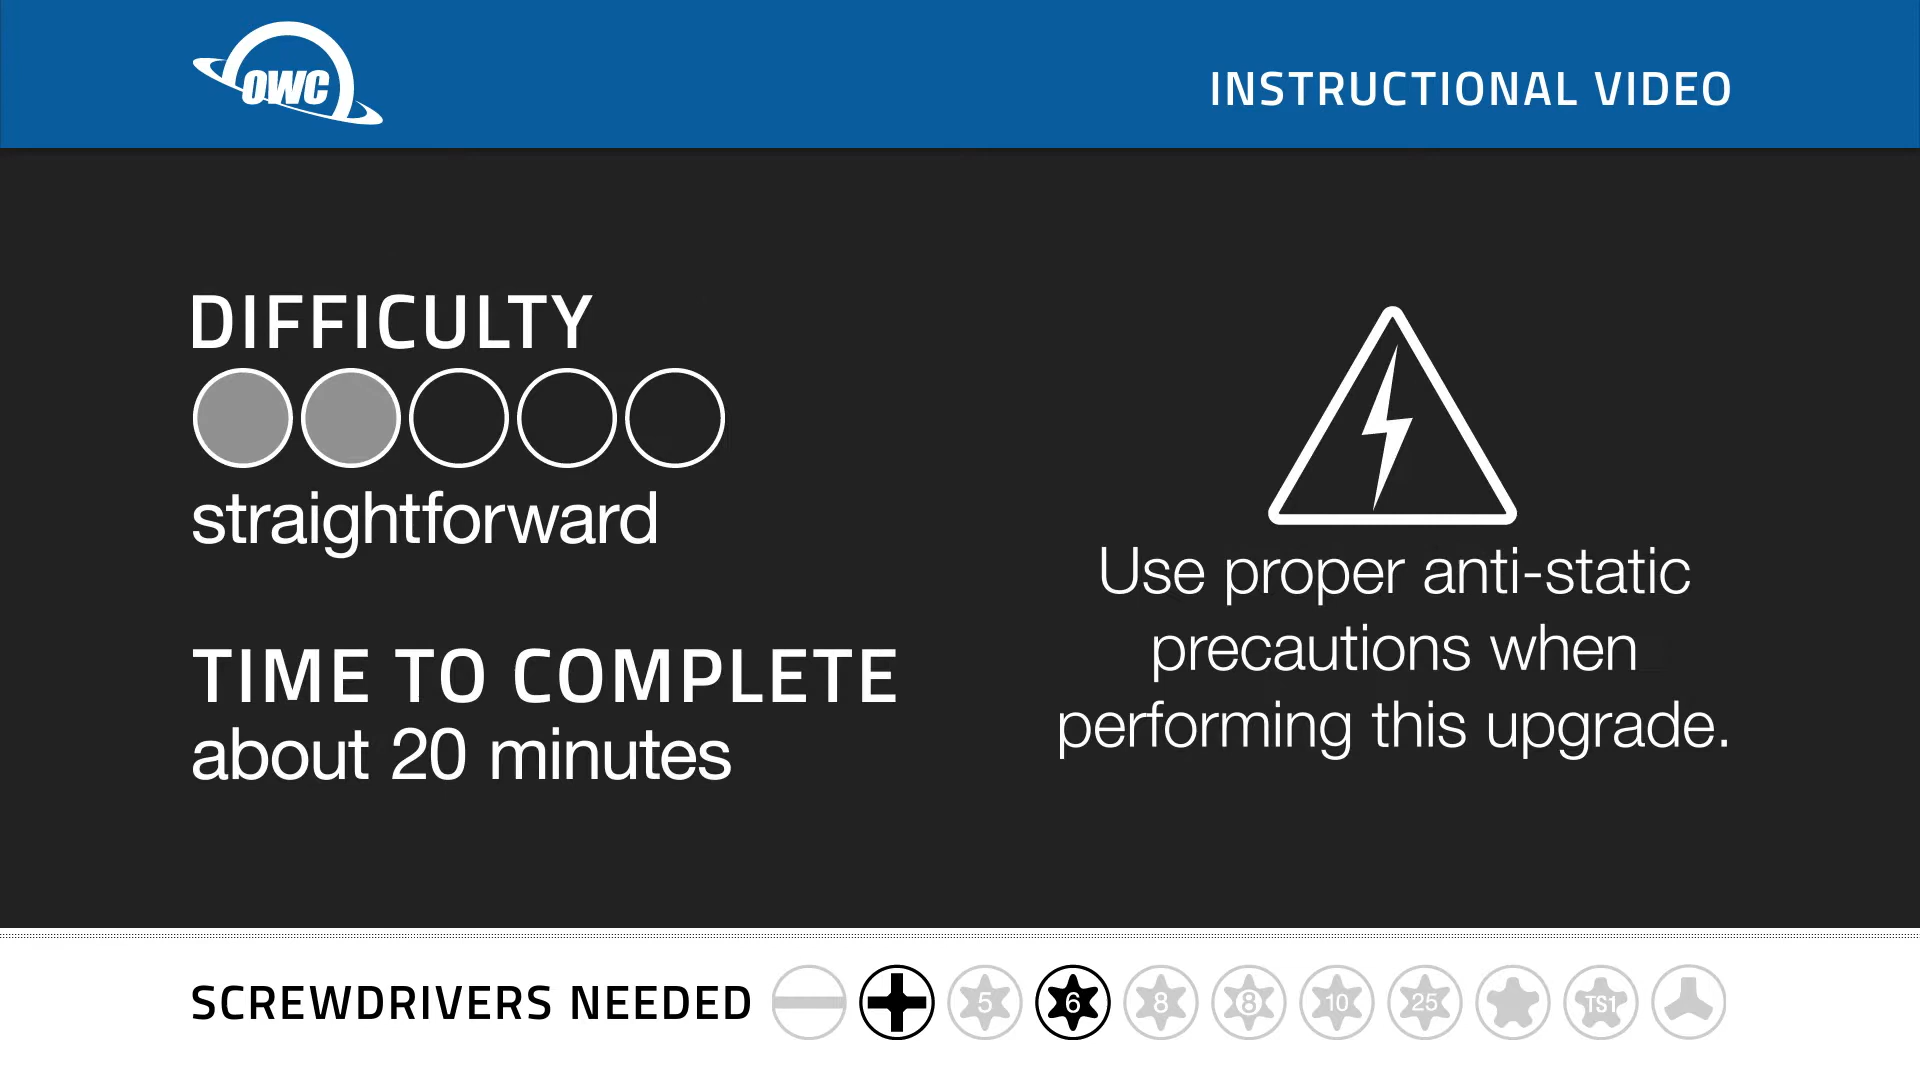 OWC
INSTRUCTIONAL VIDEO
DIFFICULTY
straightforward
TIME TO COMPLETE
about 20 minutes
Use proper anti-static
precautions when
performing this upgrade.
SCREWDRIVERS NEEDED 5 6 8 8 10 25 TS1